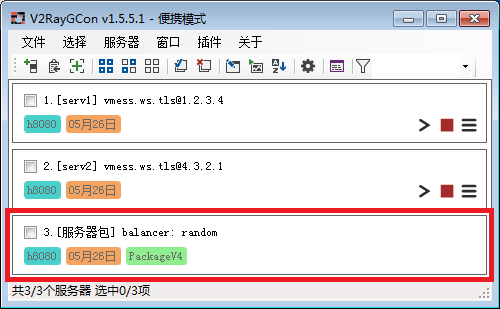 V2RayGCon v1.5.5.1 - 便携模式
文件 选择 服务器 窗口 插件 关于
1.[serv1] vmess.ws.tls@1.2.3.4
h8080 05月26日
2.[serv2] vmess.ws.tls@4.3.2.1
h8080 05月26日
3.[服务器包] balancer: random
h8080 05月26日 PackageV4
共3/3个服务器 选中0/3项